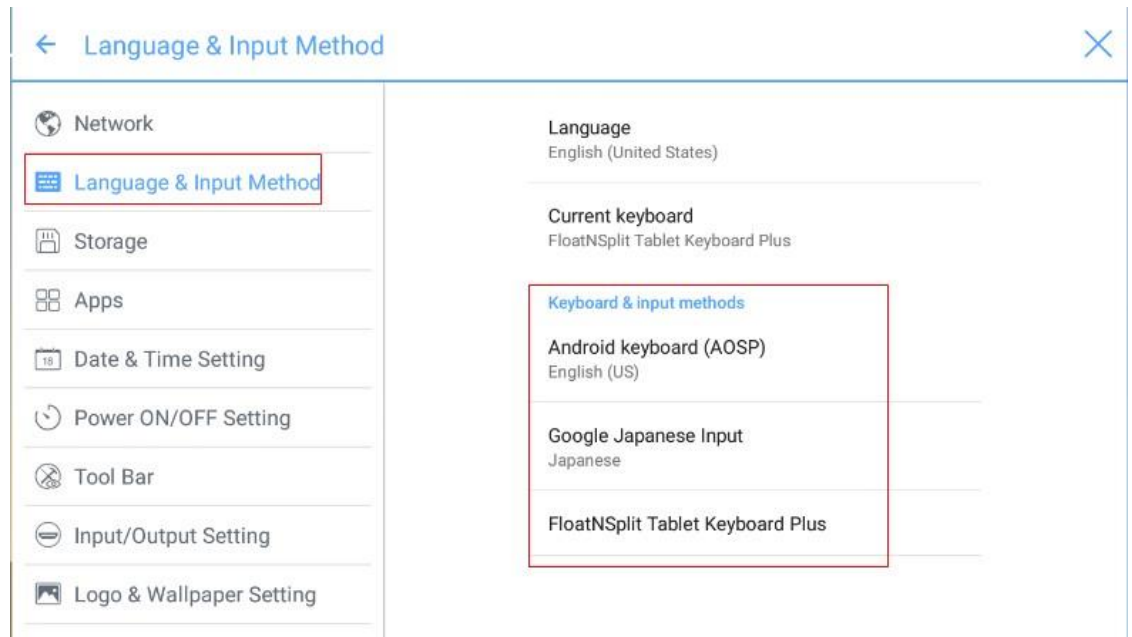 Language & Input Method
Network
Language & Input Method
Storage
Apps
18
Date & Time Setting
Power ON/OFF Setting
Tool Bar
Input/Output Setting
Logo & Wallpaper Setting
Language
English (United States)
Current keyboard
FloatNSplit Tablet Keyboard Plus
Keyboard & input methods
Android keyboard (AOSP)
English (US)
Google Japanese Input
Japanese
FloatNSplit Tablet Keyboard Plus